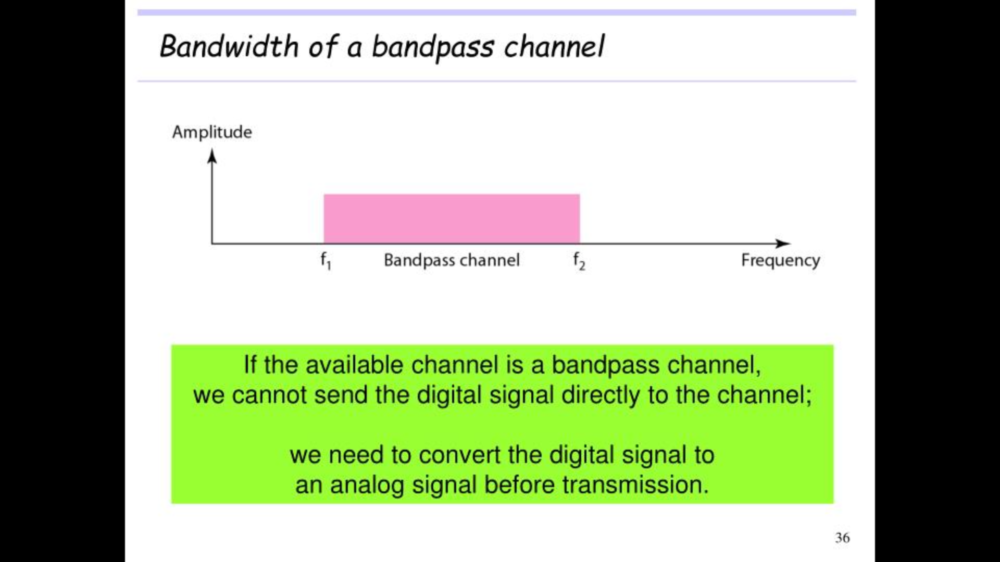 Bandwidth of a bandpass channel
Amplitude
f₁ Bandpass channel f₂ Frequency
If the available channel is a bandpass channel,
we cannot send the digital signal directly to the channel;
we need to convert the digital signal to
an analog signal before transmission.
36